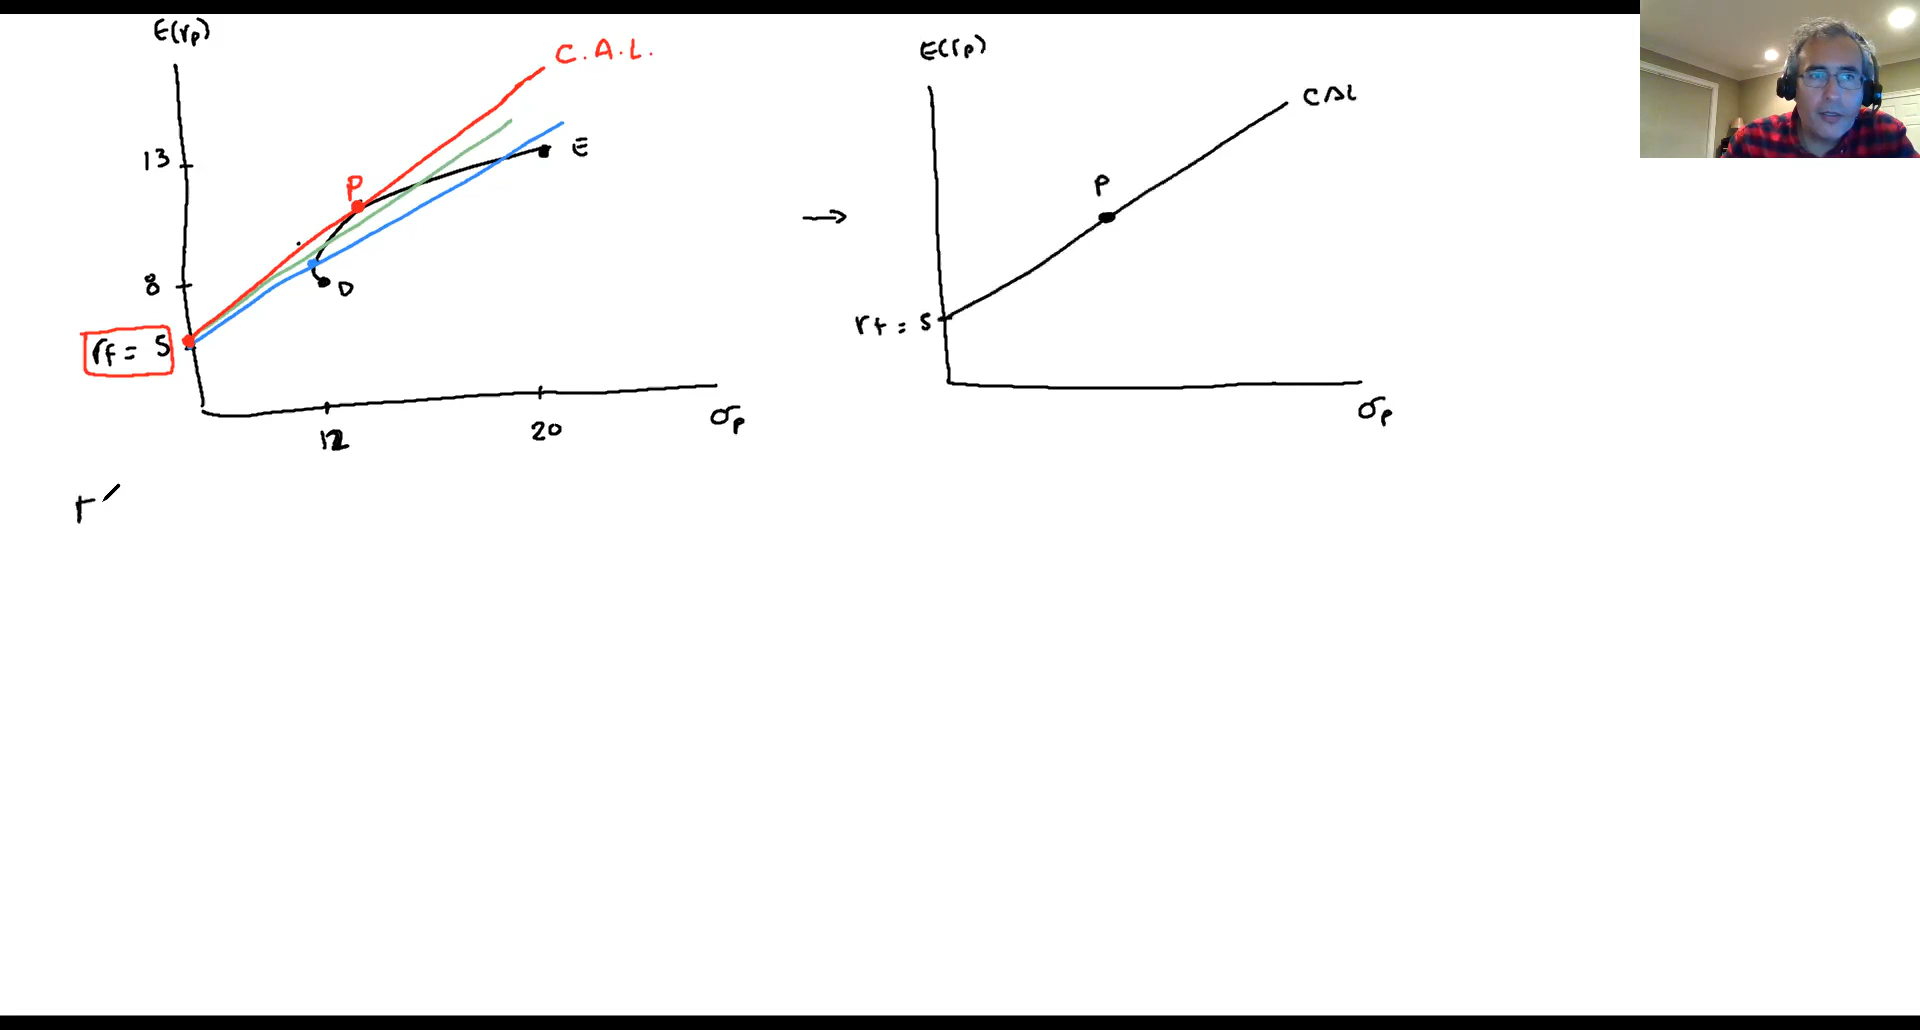 E(rp)
C.A.L.
13
E
P
8
D
rf = 5
12
20
σp
→
E(rp)
CAL
P
rf = 5
σp
r